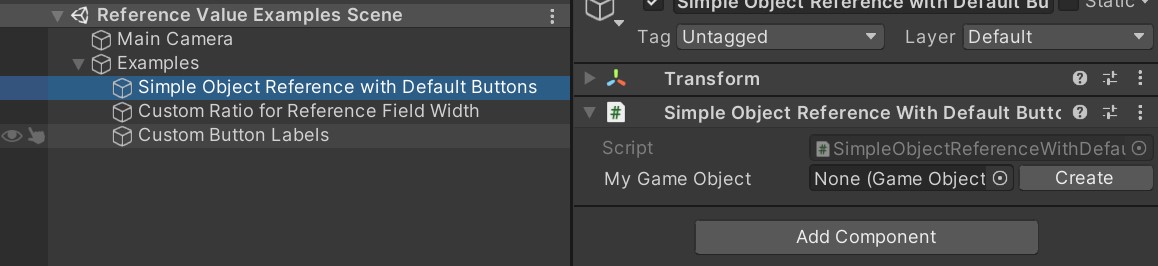 Reference Value Examples Scene
Main Camera
Examples
Simple Object Reference with Default Buttons
Custom Ratio for Reference Field Width
Custom Button Labels
Simple Object Reference with Default Bu
Static
Tag Untagged Layer Default
Transform
Simple Object Reference With Default Butto
Script SimpleObjectReferenceWithDefau
My Game Object None (Game Object Create
Add Component